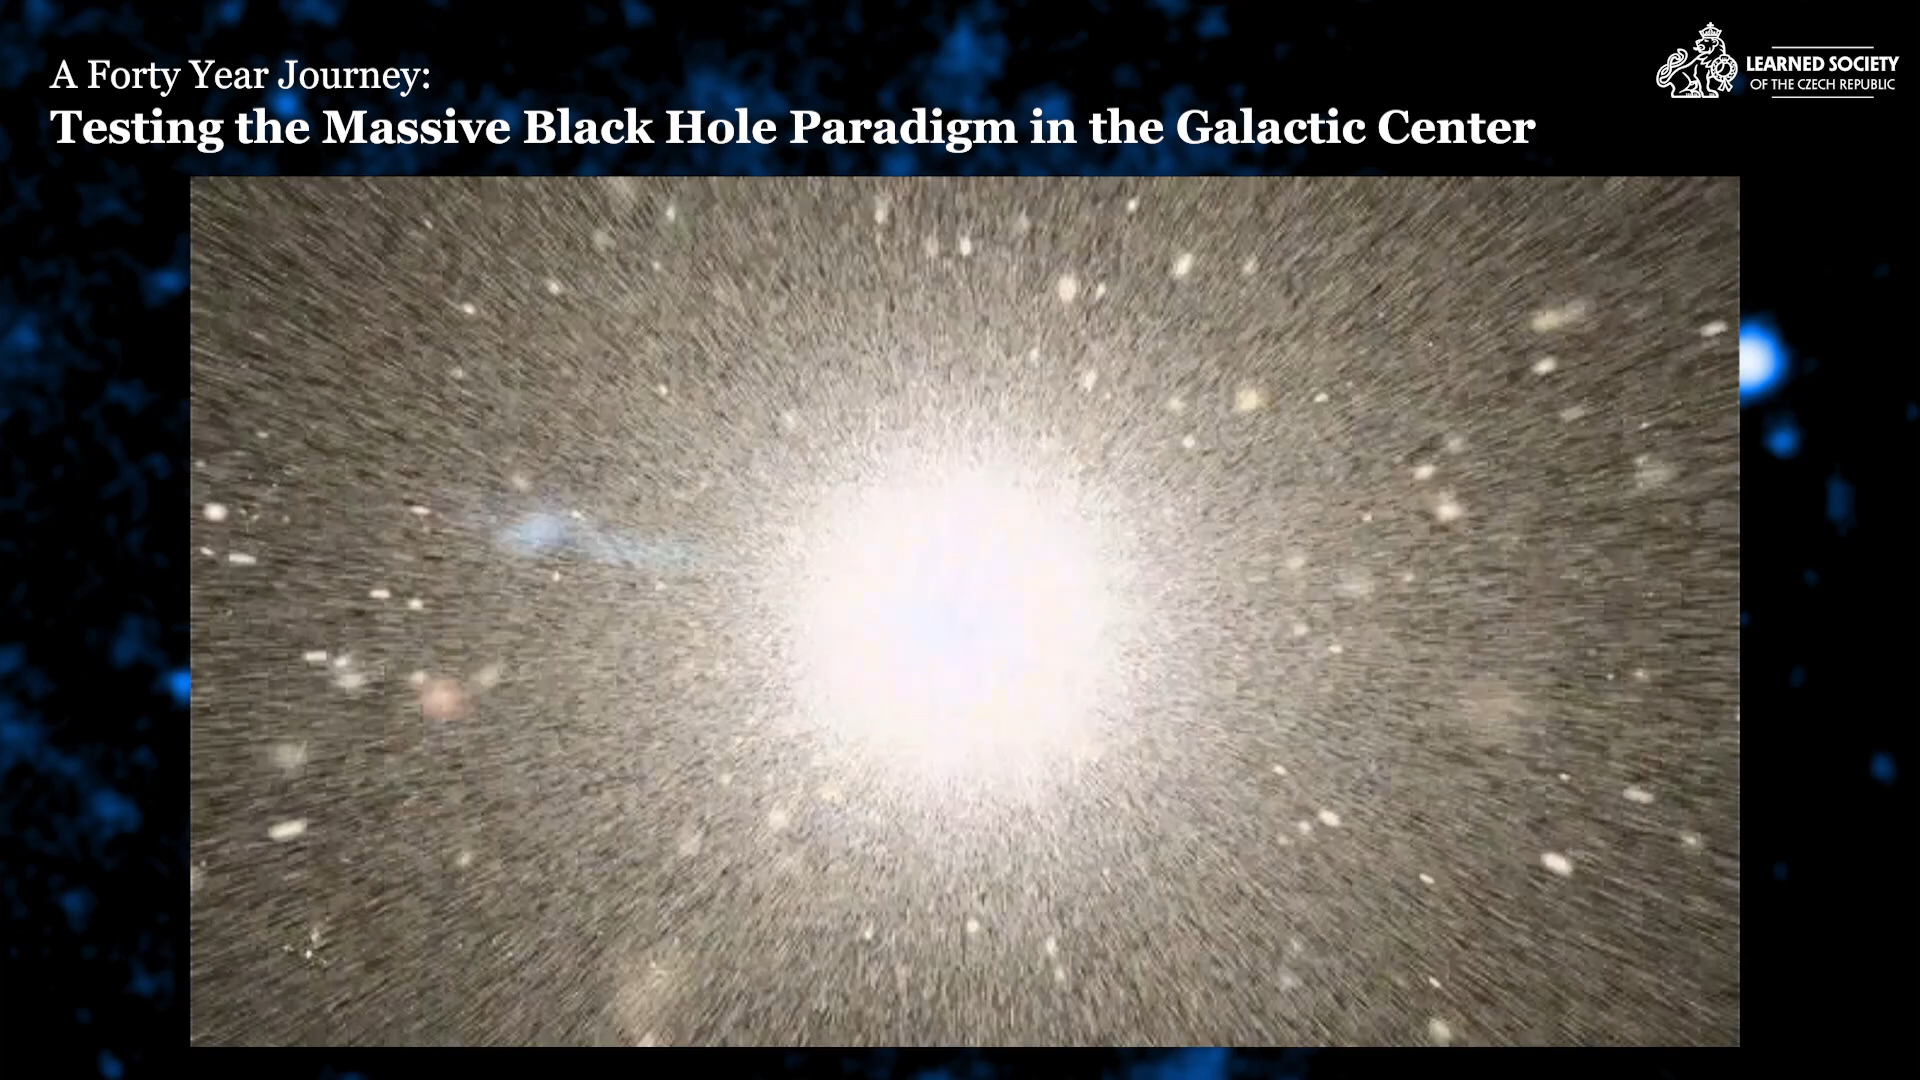 A Forty Year Journey:
Testing the Massive Black Hole Paradigm in the Galactic Center
LEARNED SOCIETY
OF THE CZECH REPUBLIC